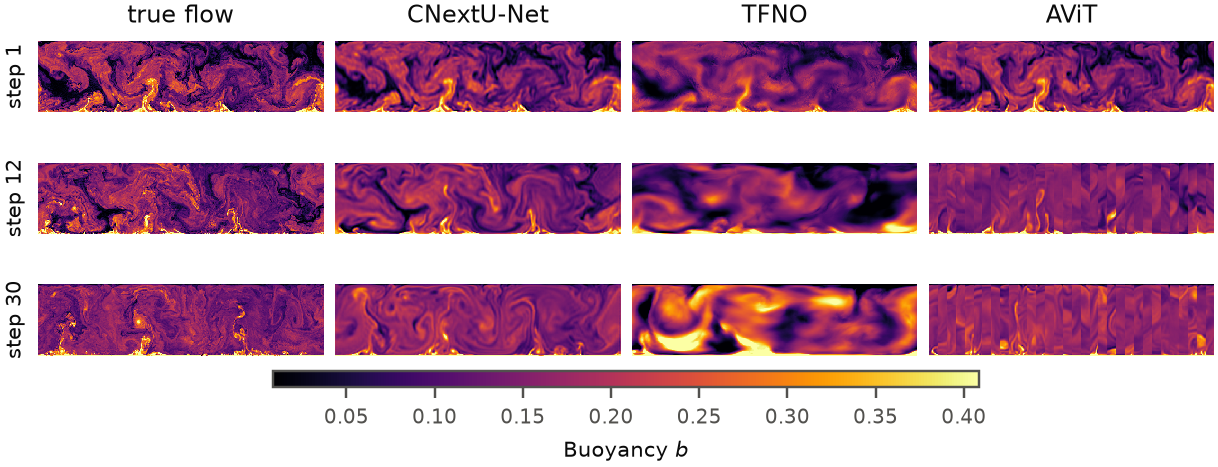 true flow CNextU-Net TFNO AViT
step 1
step 12
step 30
0.05 0.10 0.15 0.20 0.25 0.30 0.35 0.40
Buoyancy b